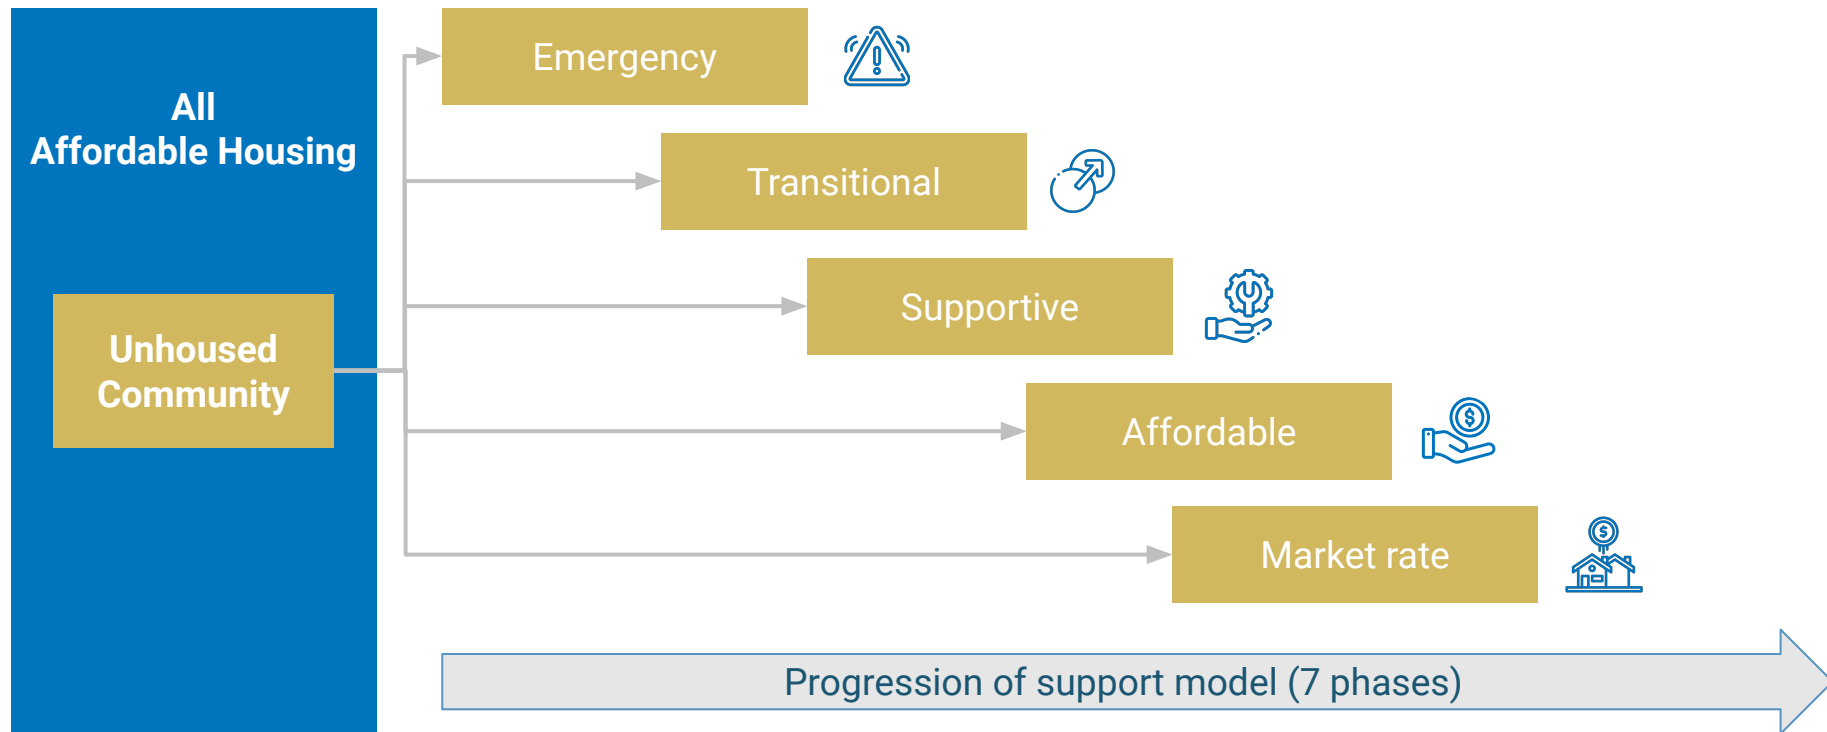 All
Affordable Housing
Unhoused
Community
Emergency
Transitional
Supportive
Affordable
Market rate
Progression of support model (7 phases)